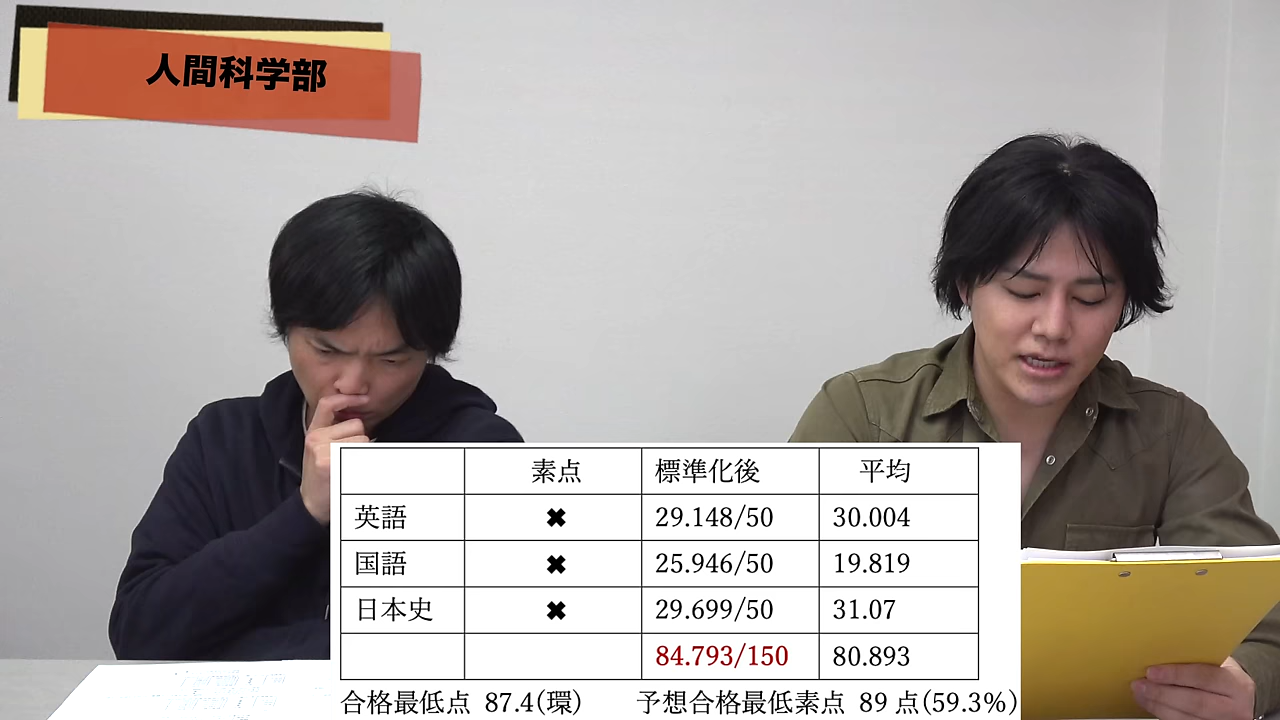 人間科学部
素点 標準化後 平均
英語 ✖ 29.148/50 30.004
国語 ✖ 25.946/50 19.819
日本史 ✖ 29.699/50 31.07
84.793/150 80.893
合格最低点 87.4(環) 予想合格最低素点 89点(59.3%)